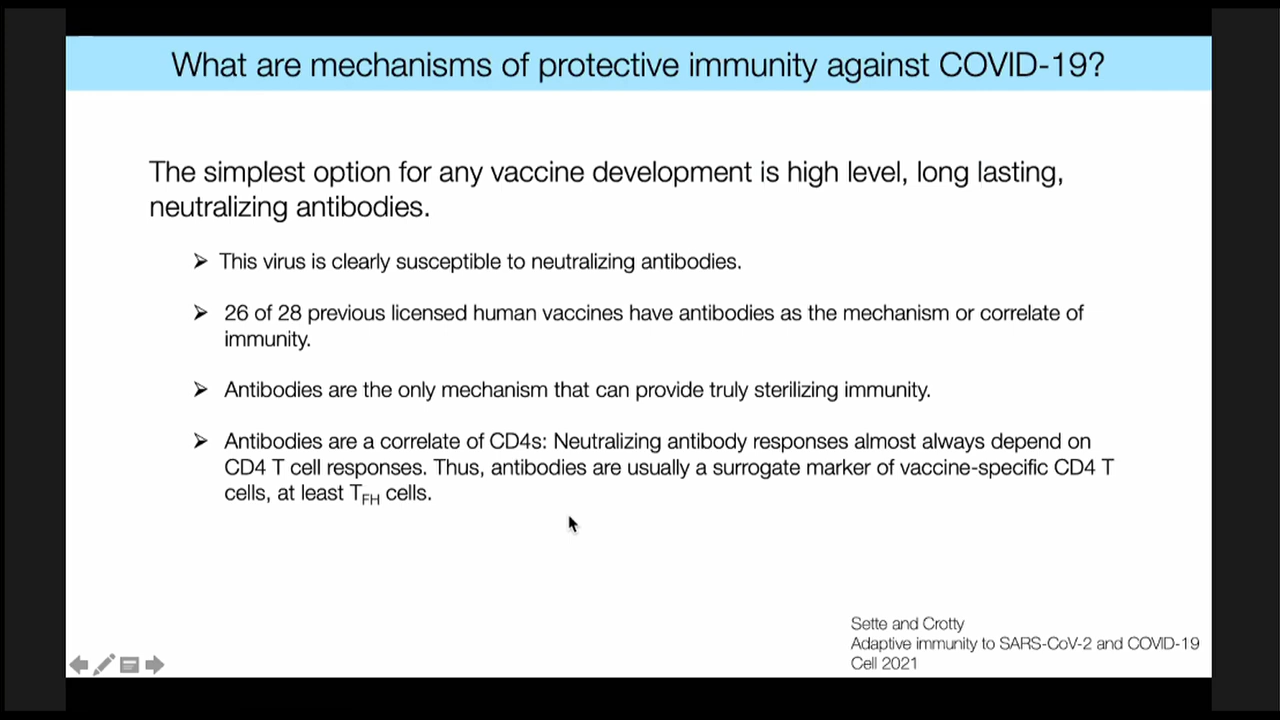 What are mechanisms of protective immunity against COVID-19?
The simplest option for any vaccine development is high level, long lasting,
neutralizing antibodies.
➢ This virus is clearly susceptible to neutralizing antibodies.
➢ 26 of 28 previous licensed human vaccines have antibodies as the mechanism or correlate of
immunity.
➢ Antibodies are the only mechanism that can provide truly sterilizing immunity.
➢ Antibodies are a correlate of CD4s: Neutralizing antibody responses almost always depend on
CD4 T cell responses. Thus, antibodies are usually a surrogate marker of vaccine-specific CD4 T
cells, at least TFH cells.
Sette and Crotty
Adaptive immunity to SARS-CoV-2 and COVID-19
Cell 2021